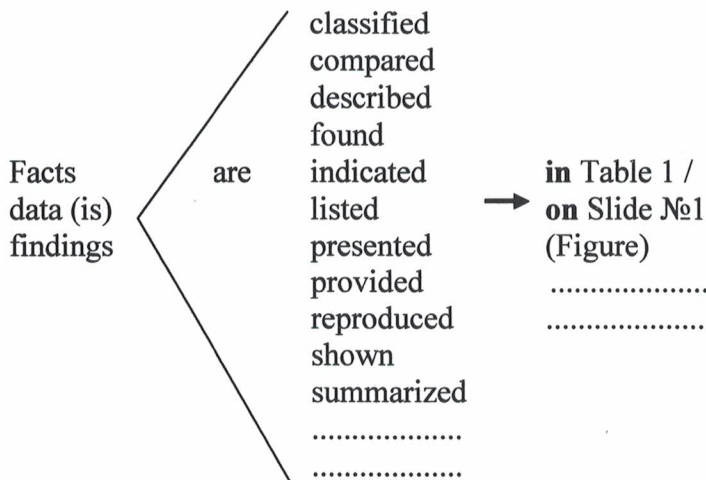 classified
compared
described
found
Facts are indicated in Table 1 /
data (is) listed on Slide №1
findings presented (Figure)
provided ....................
reproduced ....................
shown
summarized
..................
..................